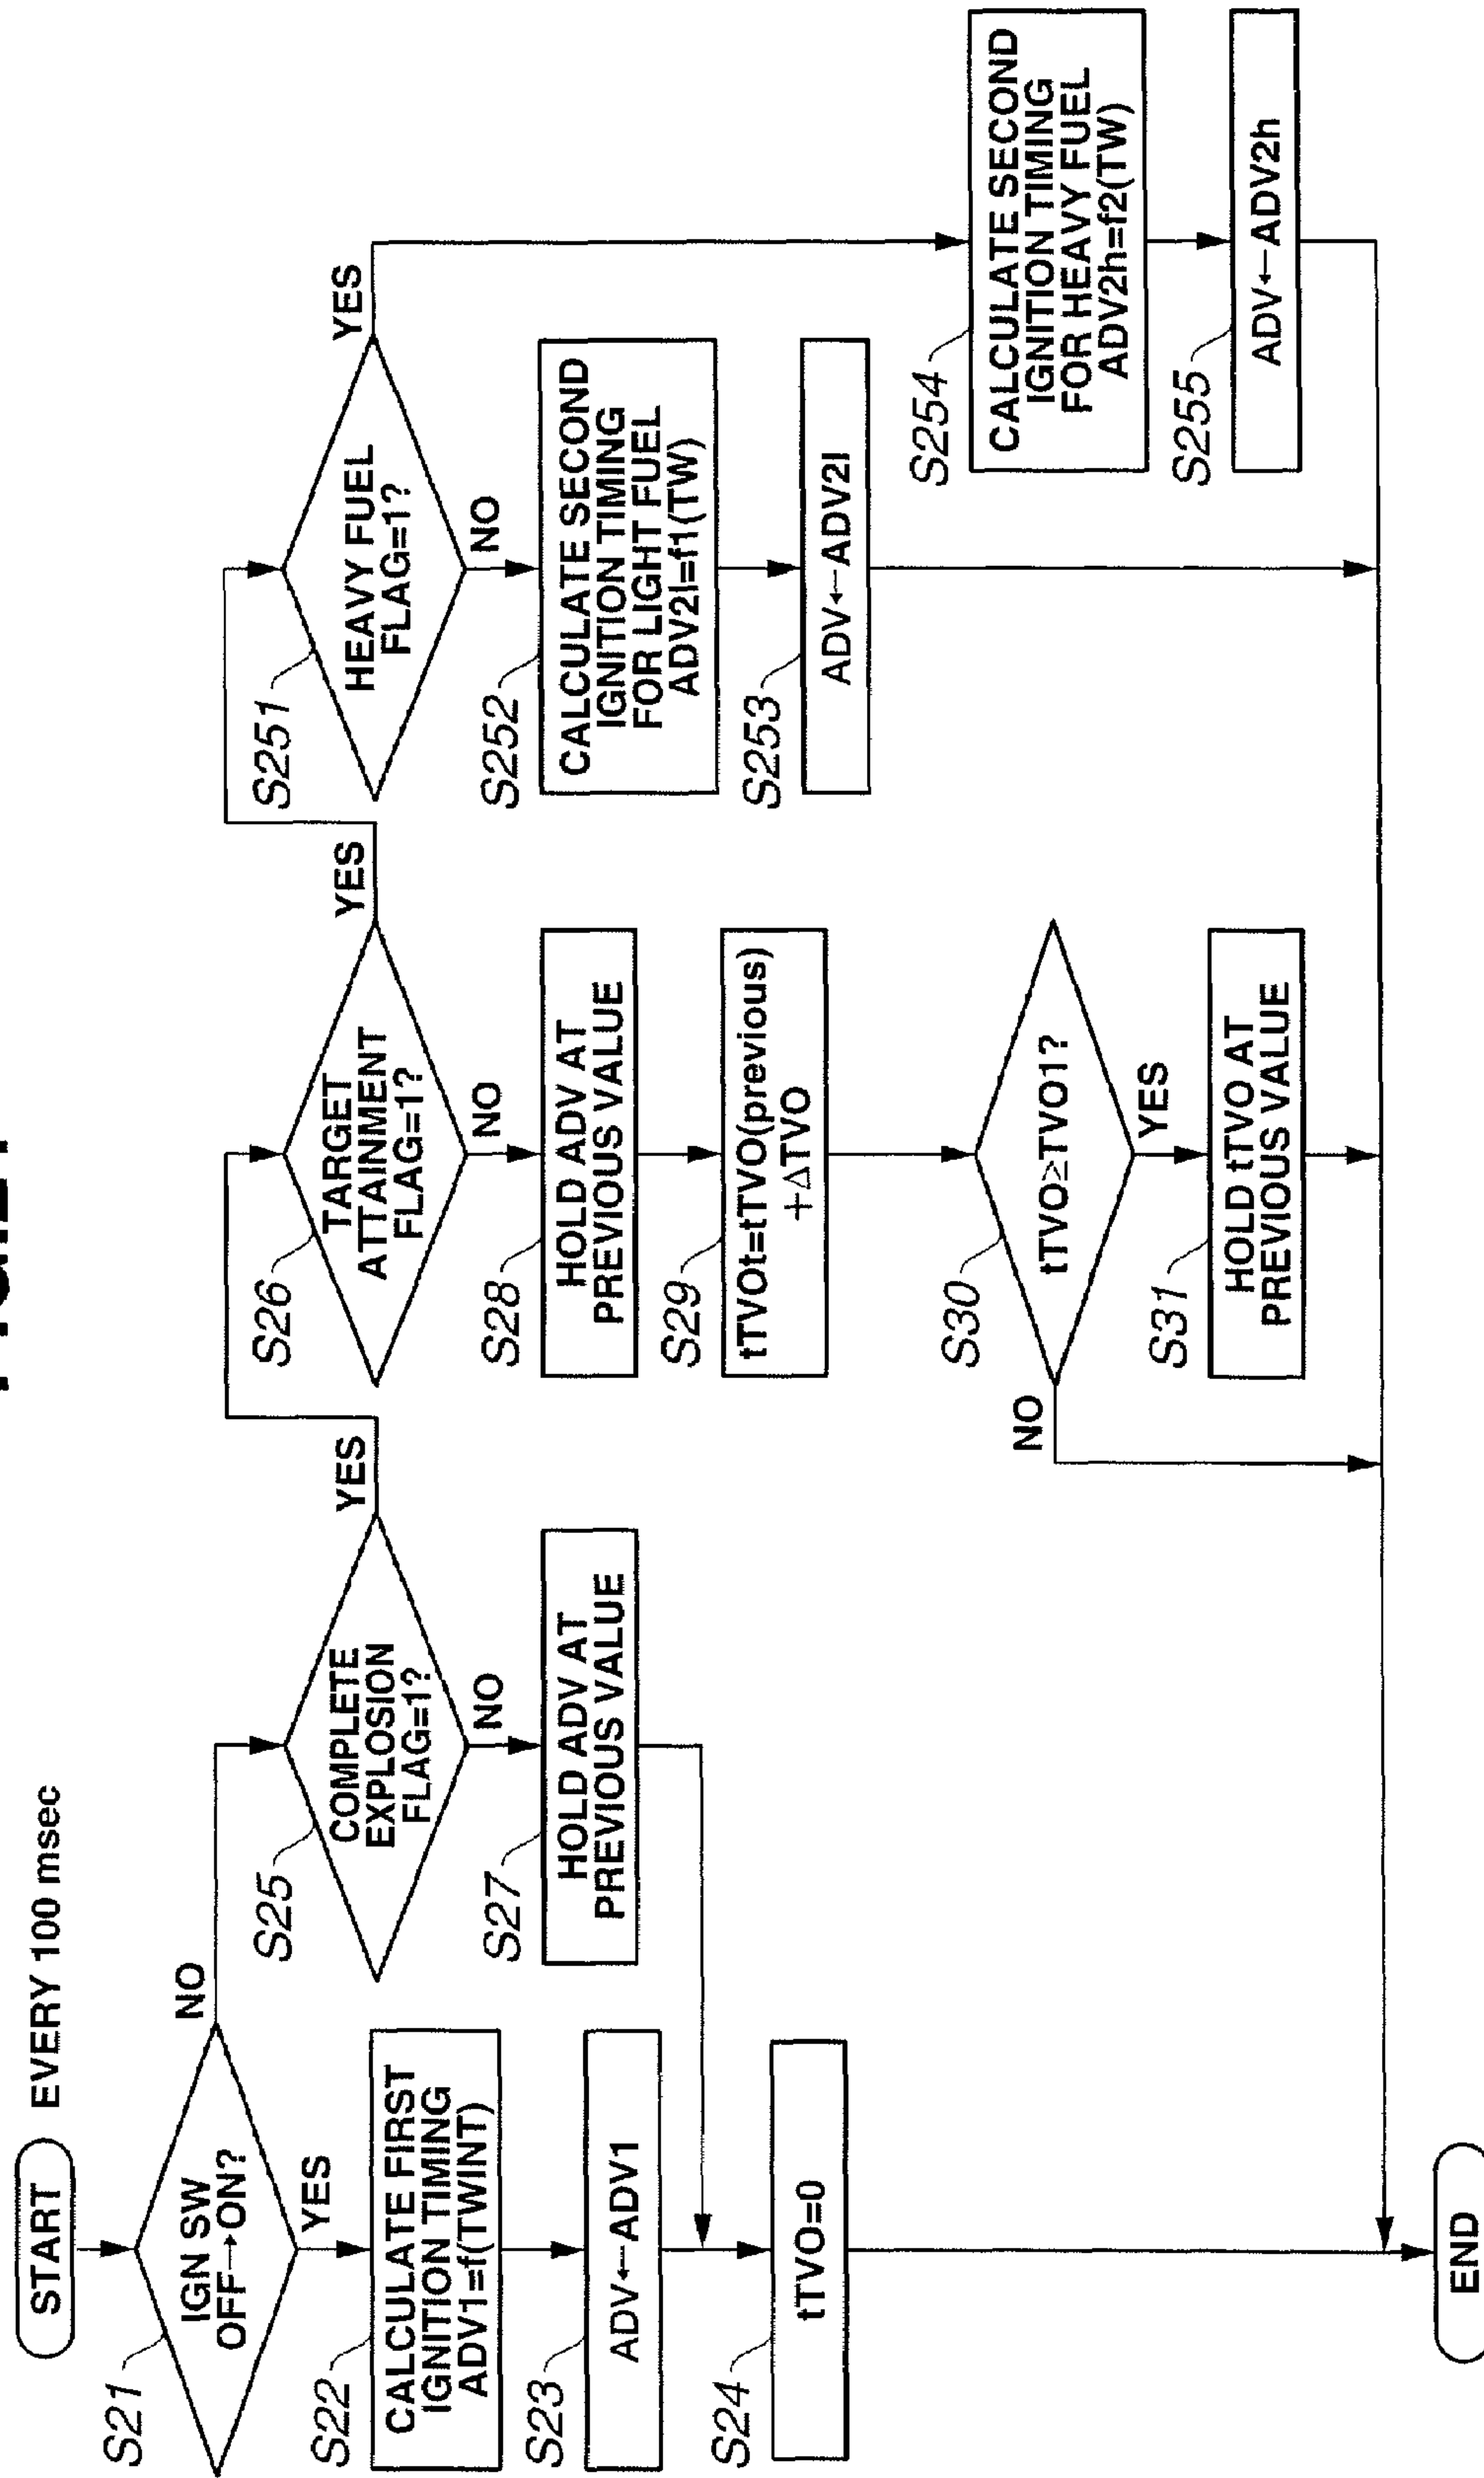 START
EVERY 100 msec
S21
IGN SW
OFF→ON?
NO
YES
S22
CALCULATE FIRST
IGNITION TIMING
ADV1=f(TWINT)
S23
ADV←ADV1
S24
tTVO=0
S25
COMPLETE
EXPLOSION
FLAG=1?
YES
NO
S27
HOLD ADV AT
PREVIOUS VALUE
S26
TARGET
ATTAINMENT
FLAG=1?
YES
NO
S28
HOLD ADV AT
PREVIOUS VALUE
S29
tTVOt=tTVO(previous)
+△TVO
S30
tTVO≥TVO1?
NO
YES
S31
HOLD tTVO AT
PREVIOUS VALUE
S251
HEAVY FUEL
FLAG=1?
YES
NO
S252
CALCULATE SECOND
IGNITION TIMING
FOR LIGHT FUEL
ADV2l=f1(TW)
S253
ADV←ADV2l
S254
CALCULATE SECOND
IGNITION TIMING
FOR HEAVY FUEL
ADV2h=f2(TW)
S255
ADV←ADV2h
END